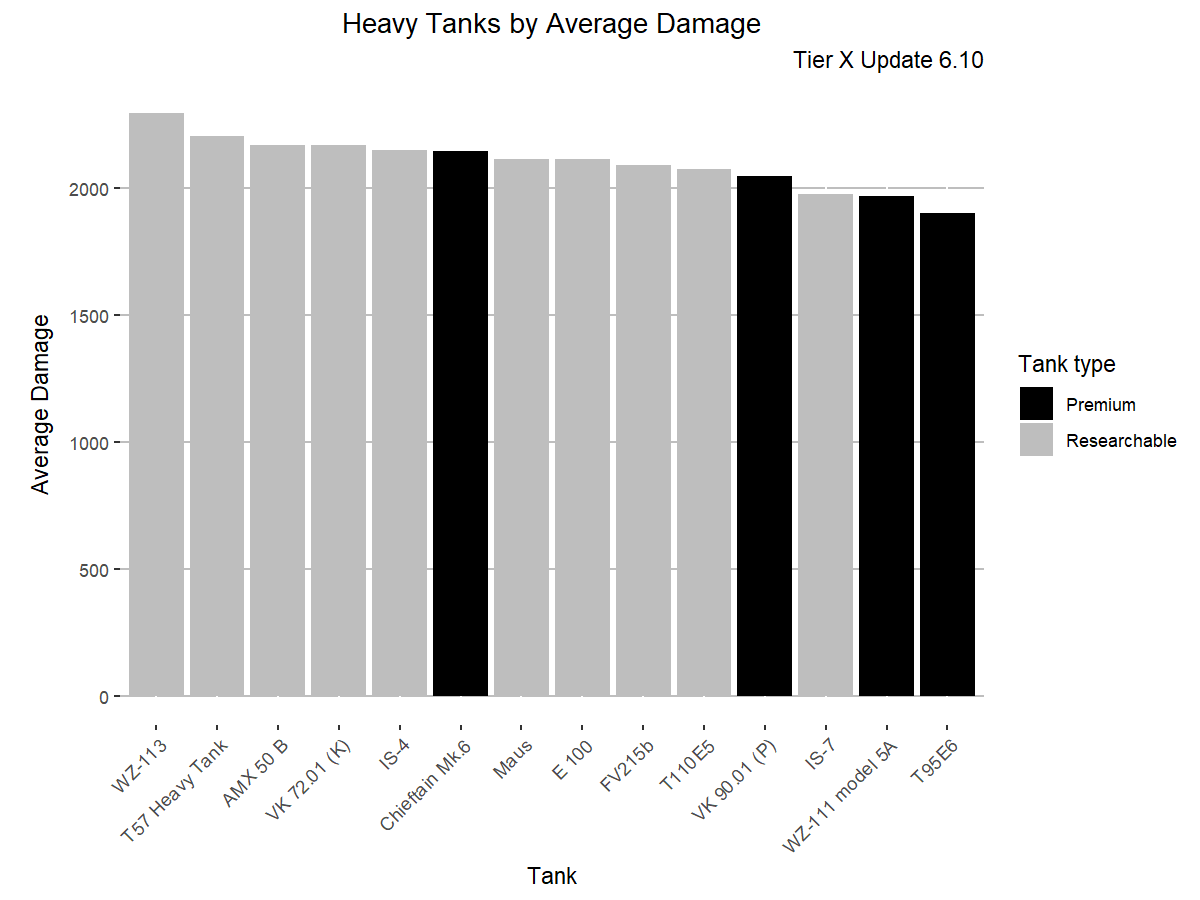 Heavy Tanks by Average Damage
Tier X Update 6.10
Average Damage
2000
1500
1000
500
0
WZ-113
T57 Heavy Tank
AMX 50 B
VK 72.01 (K)
IS-4
Chieftain Mk.6
Maus
E 100
FV215b
T110E5
VK 90.01 (P)
IS-7
WZ-111 model 5A
T95E6
Tank
Tank type
Premium
Researchable